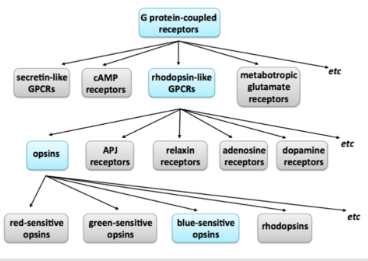 G protein-coupled
receptors
secretin-like
GPCRs
cAMP
receptors
rhodopsin-like
GPCRs
metabotropic
glutamate
receptors
etc
opsins
APJ
receptors
relaxin
receptors
adenosine
receptors
dopamine
receptors
etc
red-sensitive
opsins
green-sensitive
opsins
blue-sensitive
opsins
rhodopsins
etc